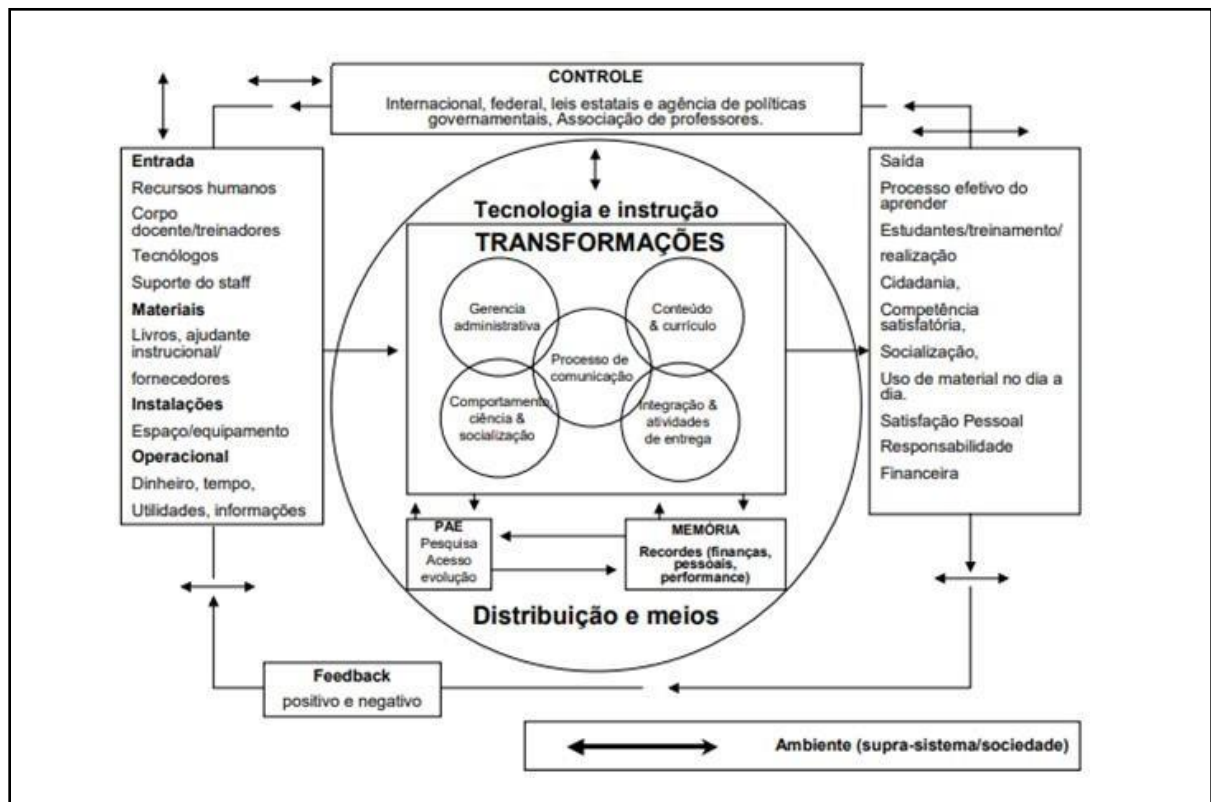 CONTROLE
Internacional, federal, leis estatais e agência de políticas
governamentais, Associação de professores.
Entrada
Recursos humanos
Corpo
docente/treinadores
Tecnólogos
Suporte do staff
Materiais
Livros, ajudante
instrucional/
fornecedores
Instalações
Espaço/equipamento
Operacional
Dinheiro, tempo,
Utilidades, informações
Tecnologia e instrução
TRANSFORMAÇÕES
Gerencia
administrativa
Conteúdo
& currículo
Processo de
comunicação
Comportamento,
ciência &
socialização
Integração &
atividades
de entrega
PAE
Pesquisa
Acesso
evolução
MEMÓRIA
Recordes (finanças,
pessoais,
performance)
Distribuição e meios
Saída
Processo efetivo do
aprender
Estudantes/treinamento/
realização
Cidadania,
Competência
satisfatória,
Socialização,
Uso de material no dia a
dia.
Satisfação Pessoal
Responsabilidade
Financeira
Feedback
positivo e negativo
Ambiente (supra-sistema/sociedade)